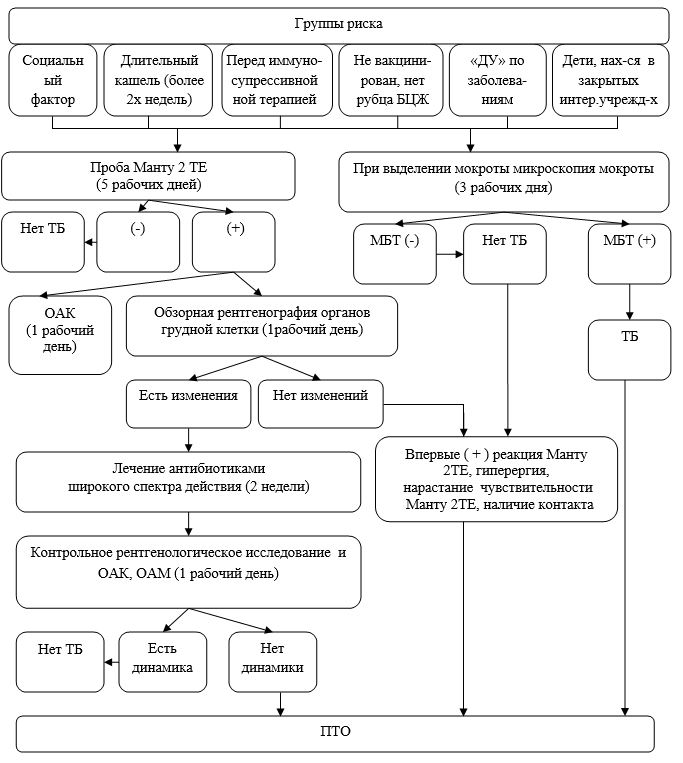 Группы риска
Социальн
ый
фактор
Длительный
кашель (более
2х недель)
Перед иммуно-
супрессивной
ной терапией
Не вакцини-
рован, нет
рубца БЦЖ
«ДУ» по
заболева-
ниям
Дети, нах-ся в
закрытых
интер.учрежд-х
Проба Манту 2 ТЕ
(5 рабочих дней)
При выделении мокроты микроскопия мокроты
(3 рабочих дня)
Нет ТБ
(-)
(+)
МБТ (-)
Нет ТБ
МБТ (+)
ОАК
(1 рабочий
день)
Обзорная рентгенография органов
грудной клетки (1рабочий день)
ТБ
Есть изменения
Нет изменений
Впервые ( + ) реакция Манту
2ТЕ, гиперергия,
нарастание чувствительности
Манту 2ТЕ, наличие контакта
Лечение антибиотиками
широкого спектра действия (2 недели)
Контрольное рентгенологическое исследование и
ОАК, ОАМ (1 рабочий день)
Нет ТБ
Есть
динамика
Нет
динамики
ПТО